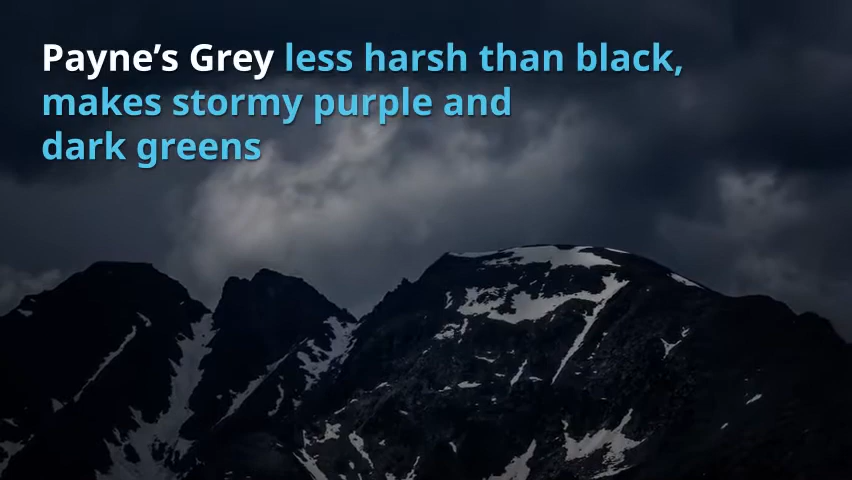 Payne’s Grey less harsh than black,
makes stormy purple and
dark greens